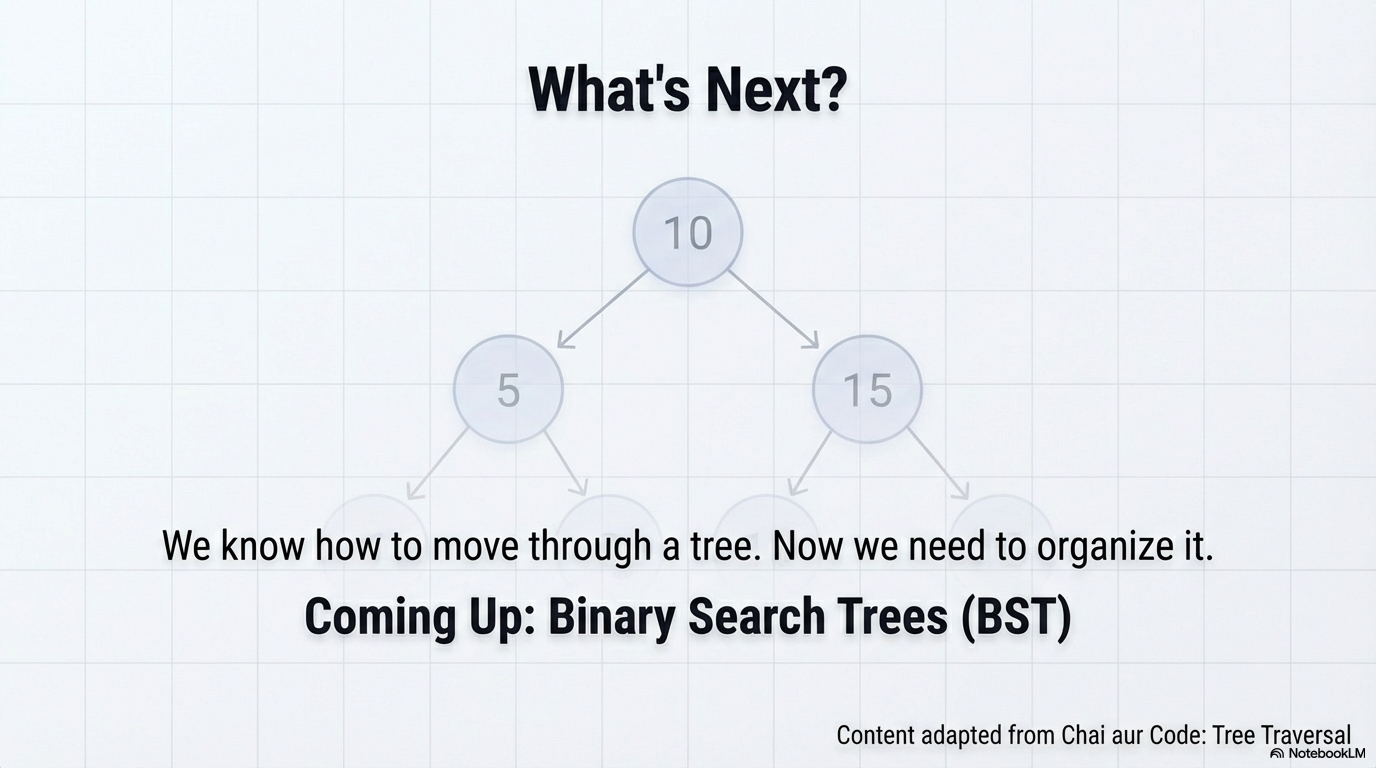 What's Next?
10
5
15
We know how to move through a tree. Now we need to organize it.
Coming Up: Binary Search Trees (BST)
Content adapted from Chai aur Code: Tree Traversal
NotebookLM